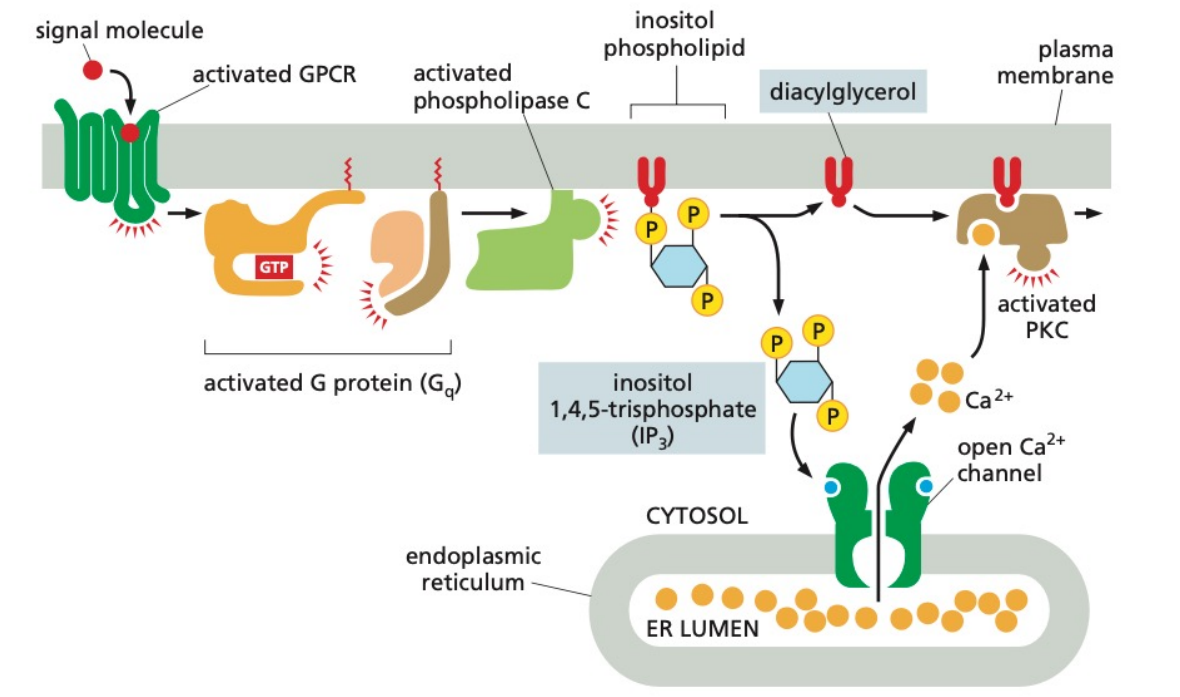 signal molecule
activated GPCR
activated
phospholipase C
inositol
phospholipid
diacylglycerol
plasma
membrane
GTP
P
P
P
activated G protein (Gq)
activated
PKC
P
P
P
inositol
1,4,5-trisphosphate
(IP3)
Ca2+
open Ca2+
channel
CYTOSOL
endoplasmic
reticulum
ER LUMEN